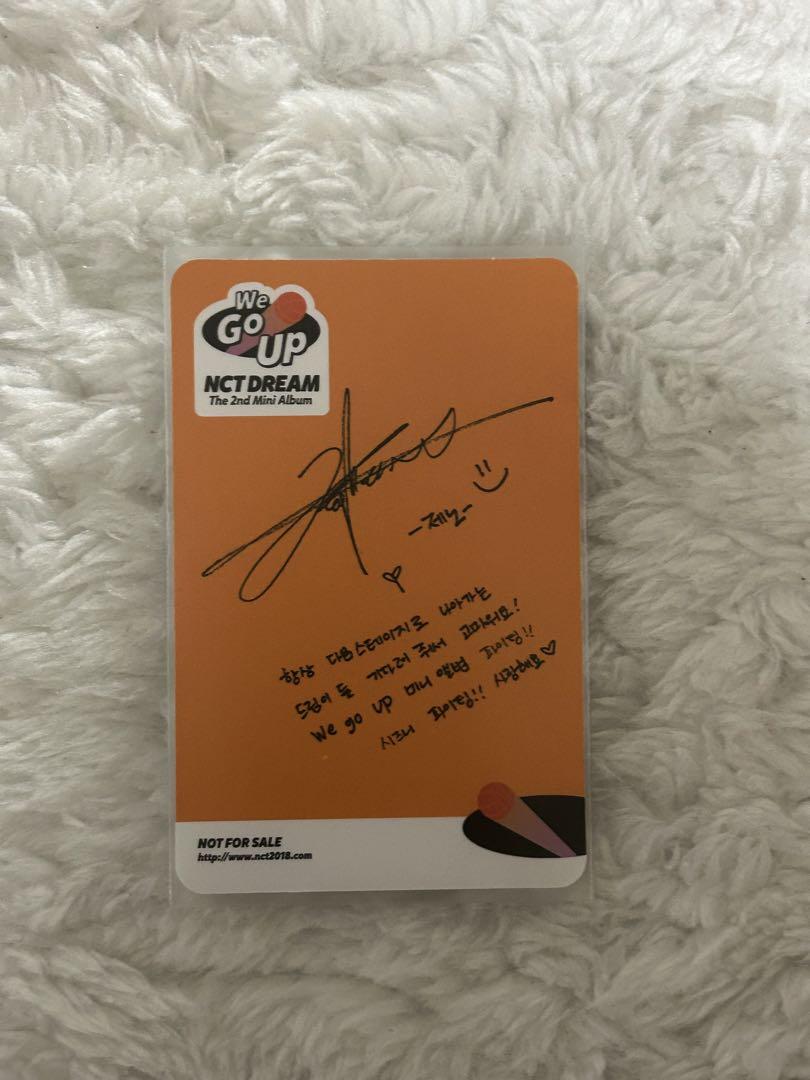 We
Go
Up
NCT DREAM
The 2nd Mini Album
-제노-
항상 다음 스테이지로 나아가는
드림이 들 기다려 줘서 고마워요!
We go up 미니 앨범 파이팅!!
시즈니 파이팅!! 사랑해요♡
NOT FOR SALE
http://www.nct2018.com